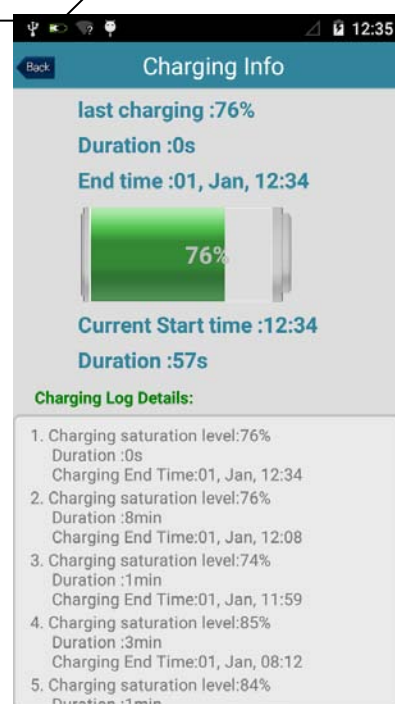 12:35
Back
Charging Info
last charging :76%
Duration :0s
End time :01, Jan, 12:34
76%
Current Start time :12:34
Duration :57s
Charging Log Details:
1. Charging saturation level:76%
Duration :0s
Charging End Time:01, Jan, 12:34
2. Charging saturation level:76%
Duration :8min
Charging End Time:01, Jan, 12:08
3. Charging saturation level:74%
Duration :1min
Charging End Time:01, Jan, 11:59
4. Charging saturation level:85%
Duration :3min
Charging End Time:01, Jan, 08:12
5. Charging saturation level:84%
Duration :1min